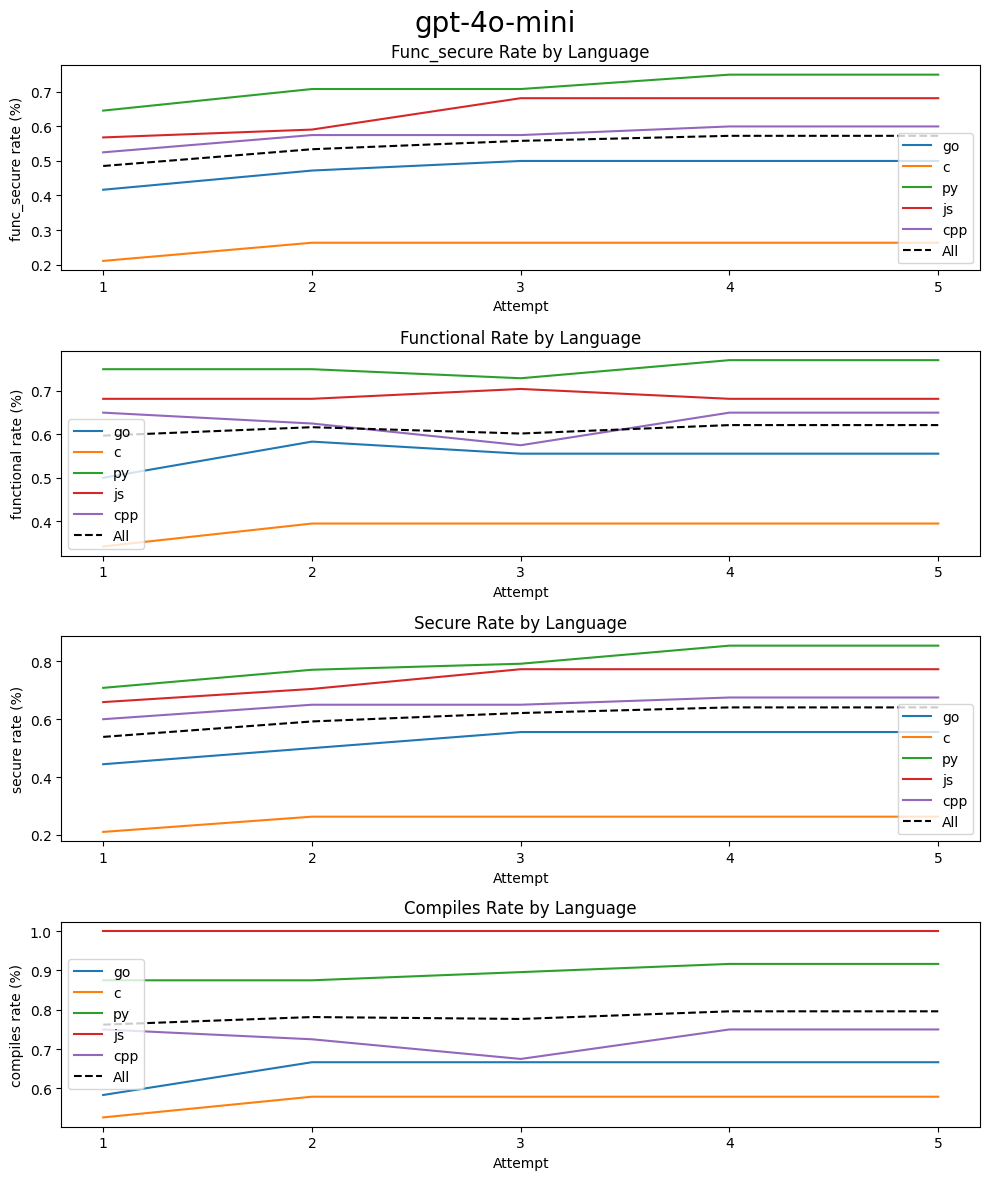 gpt-4o-mini
Func_secure Rate by Language
func_secure rate (%)
0.7
0.6
0.5
0.4
0.3
0.2
1 2 3 4 5
Attempt
go
c
py
js
cpp
All
Functional Rate by Language
functional rate (%)
0.7
0.6
0.5
0.4
1 2 3 4 5
Attempt
go
c
py
js
cpp
All
Secure Rate by Language
secure rate (%)
0.8
0.6
0.4
0.2
1 2 3 4 5
Attempt
go
c
py
js
cpp
All
Compiles Rate by Language
compiles rate (%)
1.0
0.9
0.8
0.7
0.6
1 2 3 4 5
Attempt
go
c
py
js
cpp
All